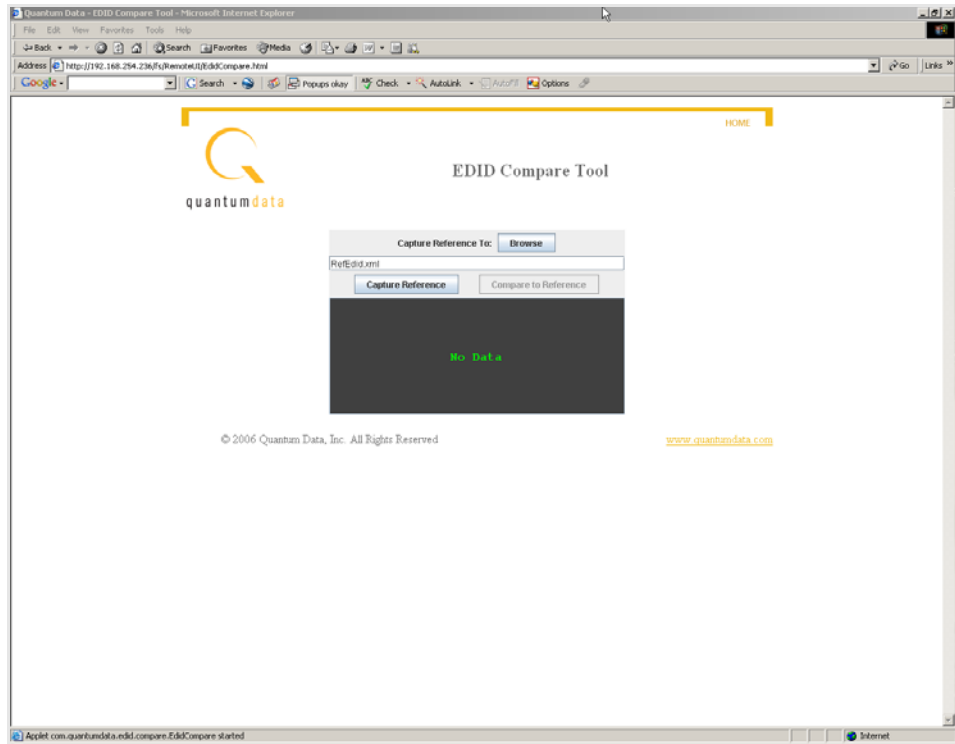 Quantum Data - EDID Compare Tool - Microsoft Internet Explorer
File Edit View Favorites Tools Help
Back Search Favorites Media
Address http://192.168.254.236/fs/RemoteUI/EdidCompare.html Go Links »
Google - Search Popups okay Check AutoLink AutoFill Options
HOME
EDID Compare Tool
quantumdata
Capture Reference To: Browse
RefEdid.xml
Capture Reference Compare to Reference
No Data
© 2006 Quantum Data, Inc. All Rights Reserved www.quantumdata.com
Applet com.quantumdata.edid.compare.EdidCompare started Internet